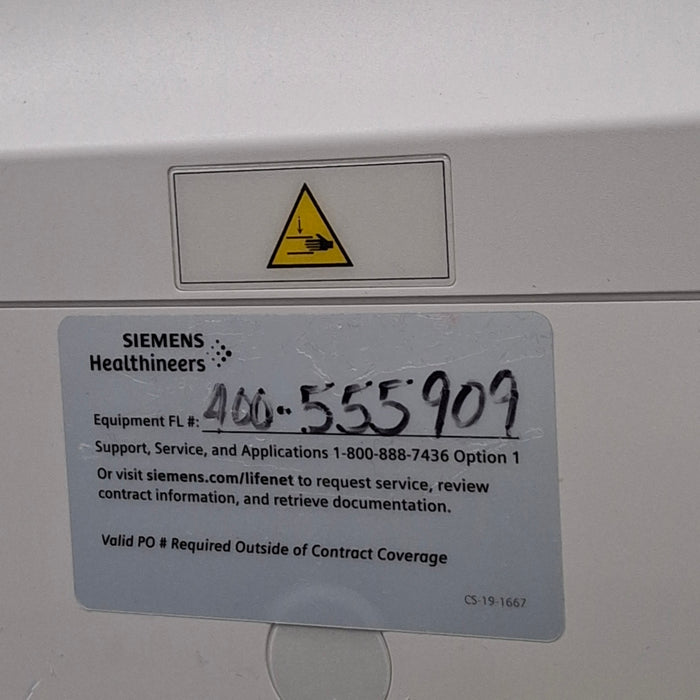 SIEMENS
Healthineers
Equipment FL #: 400-555909
Support, Service, and Applications 1-800-888-7436 Option 1
Or visit siemens.com/lifenet to request service, review
contract information, and retrieve documentation.
Valid PO # Required Outside of Contract Coverage
CS-19-1667